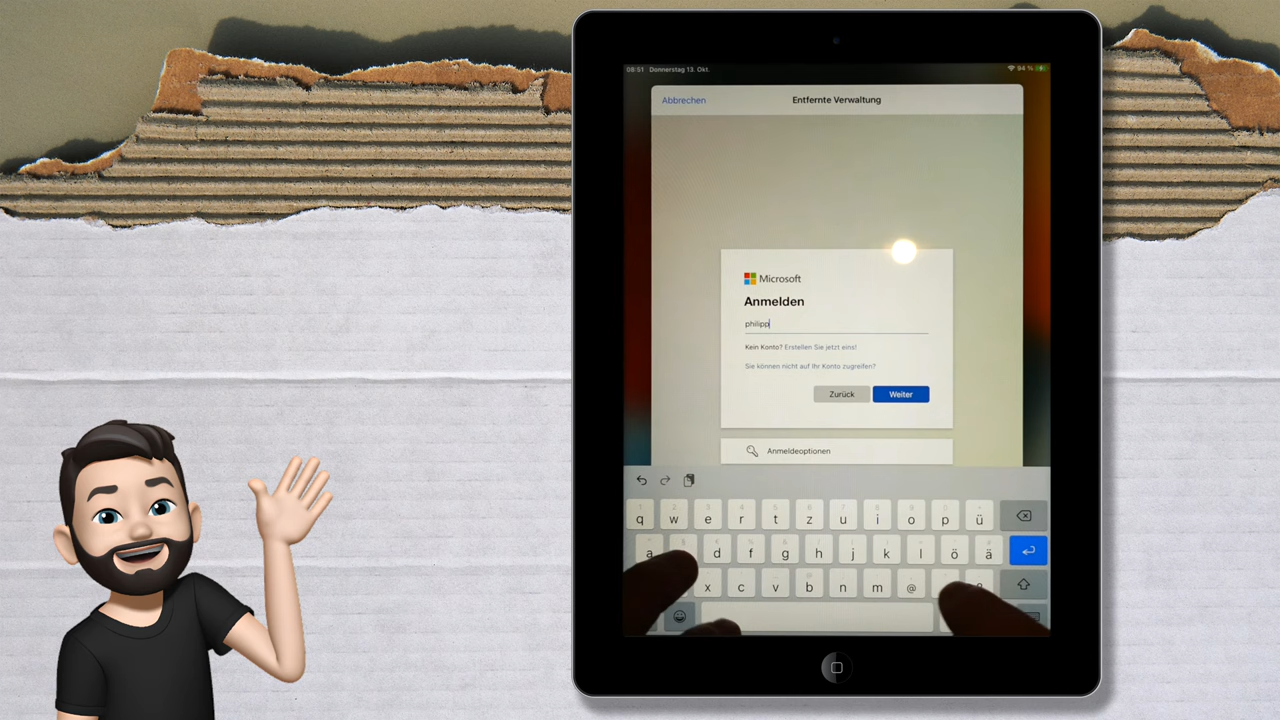 08:51 Donnerstag 13. Okt.
94 %
Abbrechen
Entfernte Verwaltung
Microsoft
Anmelden
philipp
Kein Konto? Erstellen Sie jetzt eins!
Sie können nicht auf Ihr Konto zugreifen?
Zurück
Weiter
Anmeldeoptionen
q w e r t z u i o p ü
a d f g h j k l ö ä
x c v b n m @